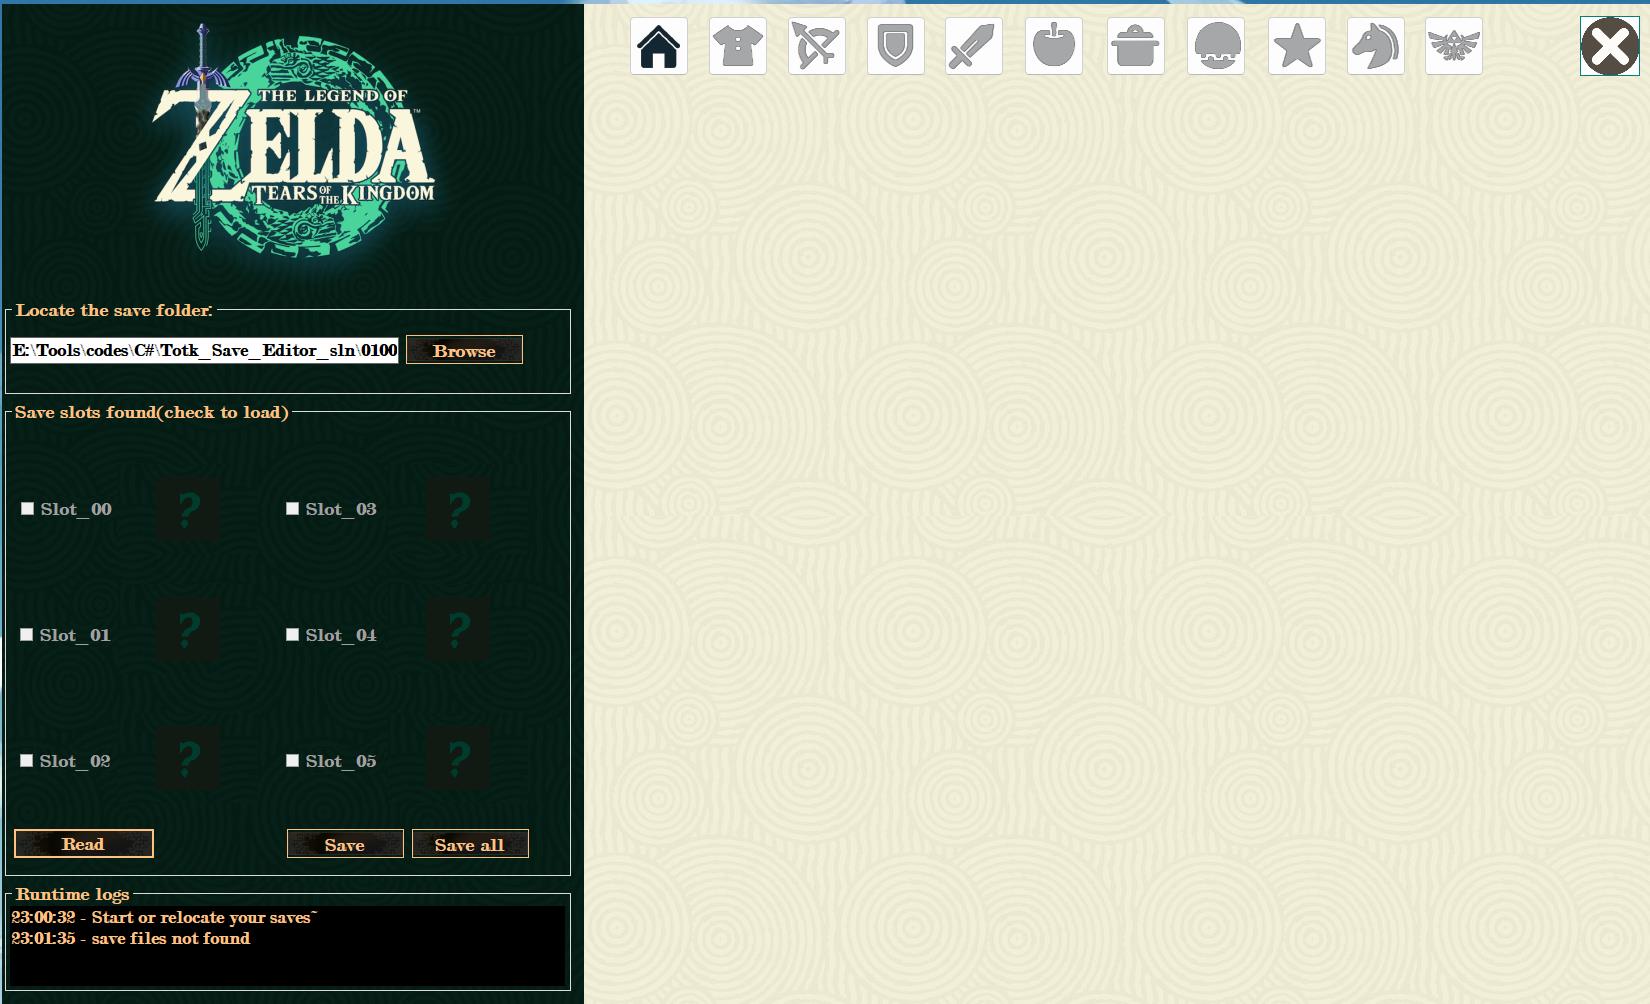 THE LEGEND OF
ZELDA™
TEARS OF THE KINGDOM
Locate the save folder:
E:\Tools\codes\C#\Totk_Save_Editor_sln\0100
Browse
Save slots found(check to load)
Slot_00
?
Slot_03
?
Slot_01
?
Slot_04
?
Slot_02
?
Slot_05
?
Read
Save
Save all
Runtime logs
23:00:32 - Start or relocate your saves~
23:01:35 - save files not found